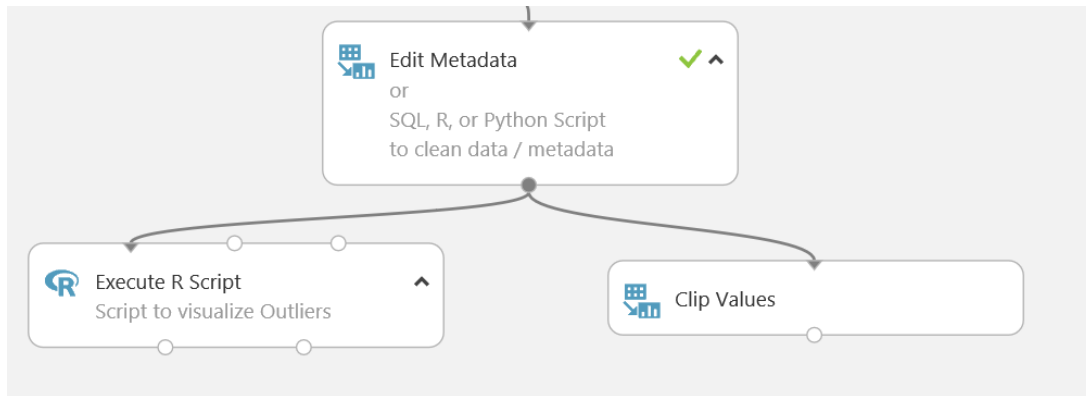 Edit Metadata
or
SQL, R, or Python Script
to clean data / metadata
R
Execute R Script
Script to visualize Outliers
Clip Values